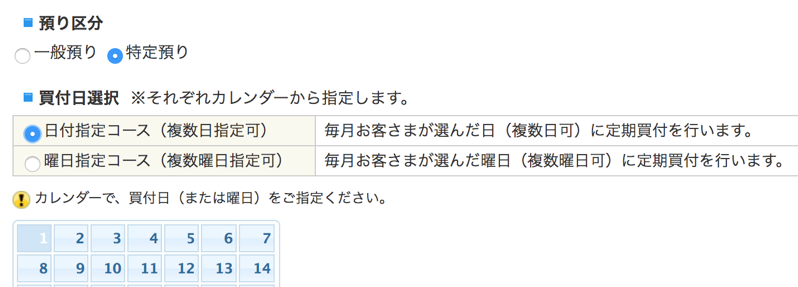 預り区分
一般預り 特定預り
買付日選択 ※それぞれカレンダーから指定します。
日付指定コース（複数日指定可） 毎月お客さまが選んだ日（複数日可）に定期買付を行います。
曜日指定コース（複数曜日指定可） 毎月お客さまが選んだ曜日（複数曜日可）に定期買付を行います。
カレンダーで、買付日（または曜日）をご指定ください。
1 2 3 4 5 6 7
8 9 10 11 12 13 14